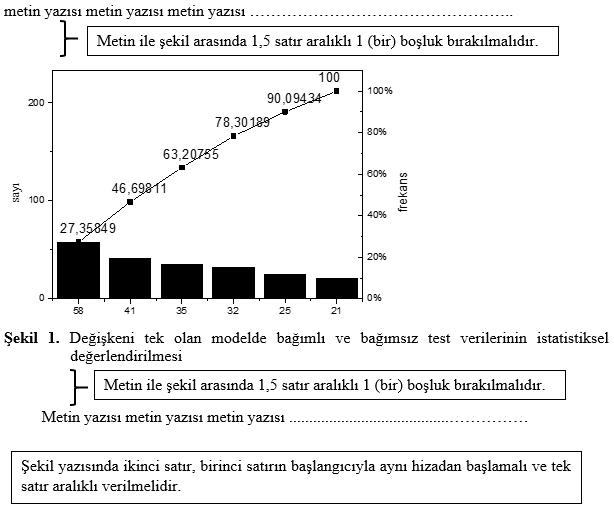 metin yazısı metin yazısı metin yazısı ……………………………………………….
Metin ile şekil arasında 1,5 satır aralıklı 1 (bir) boşluk bırakılmalıdır.
100
200
100%
90,09434
78,30189
80%
63,20755
60%
sayı
frekans
46,69811
100
40%
27,35849
20%
0
0%
58 41 35 32 25 21
Şekil 1. Değişkeni tek olan modelde bağımlı ve bağımsız test verilerinin istatistiksel
değerlendirilmesi
Metin ile şekil arasında 1,5 satır aralıklı 1 (bir) boşluk bırakılmalıdır.
Metin yazısı metin yazısı metin yazısı ........................................……………
Şekil yazısında ikinci satır, birinci satırın başlangıcıyla aynı hizadan başlamalı ve tek
satır aralıklı verilmelidir.